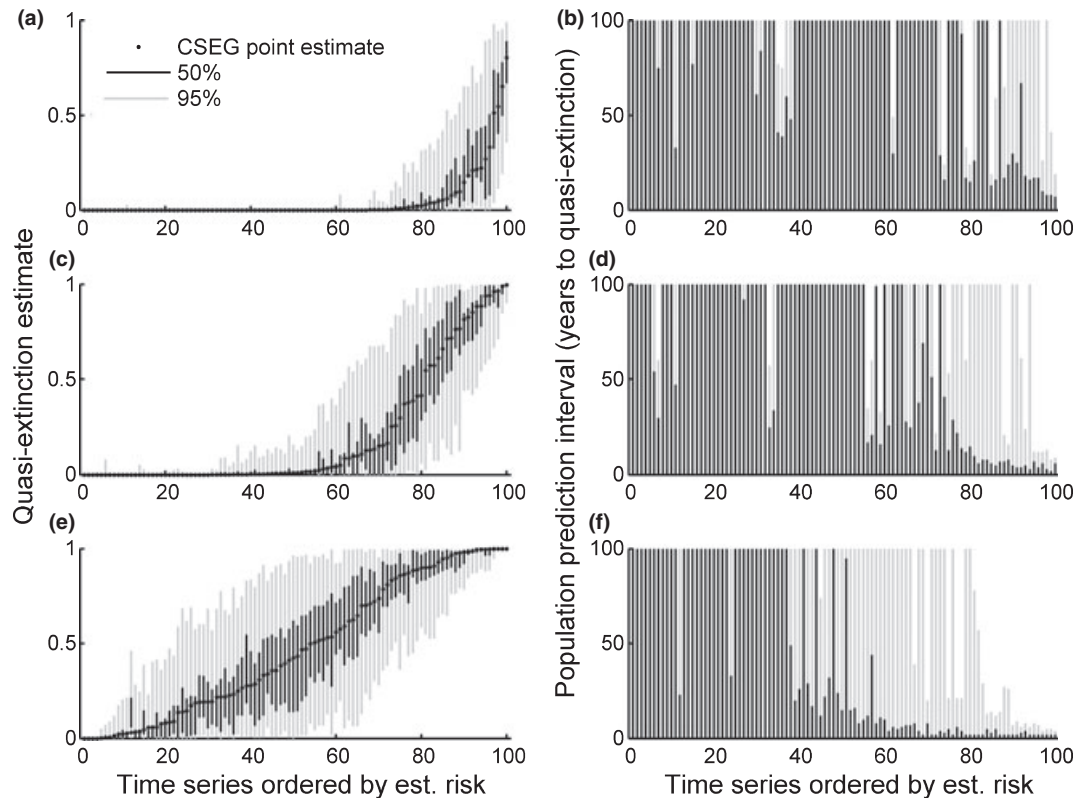 (a)
CSEG point estimate
50%
95%
1
0.5
0
0 20 40 60 80 100
(b)
100
50
0
0 20 40 60 80 100
(c)
1
0.5
0
0 20 40 60 80 100
(d)
100
50
0
0 20 40 60 80 100
(e)
1
0.5
0
0 20 40 60 80 100
(f)
100
50
0
0 20 40 60 80 100
Quasi-extinction estimate
Population prediction interval (years to quasi-extinction)
Time series ordered by est. risk
Time series ordered by est. risk